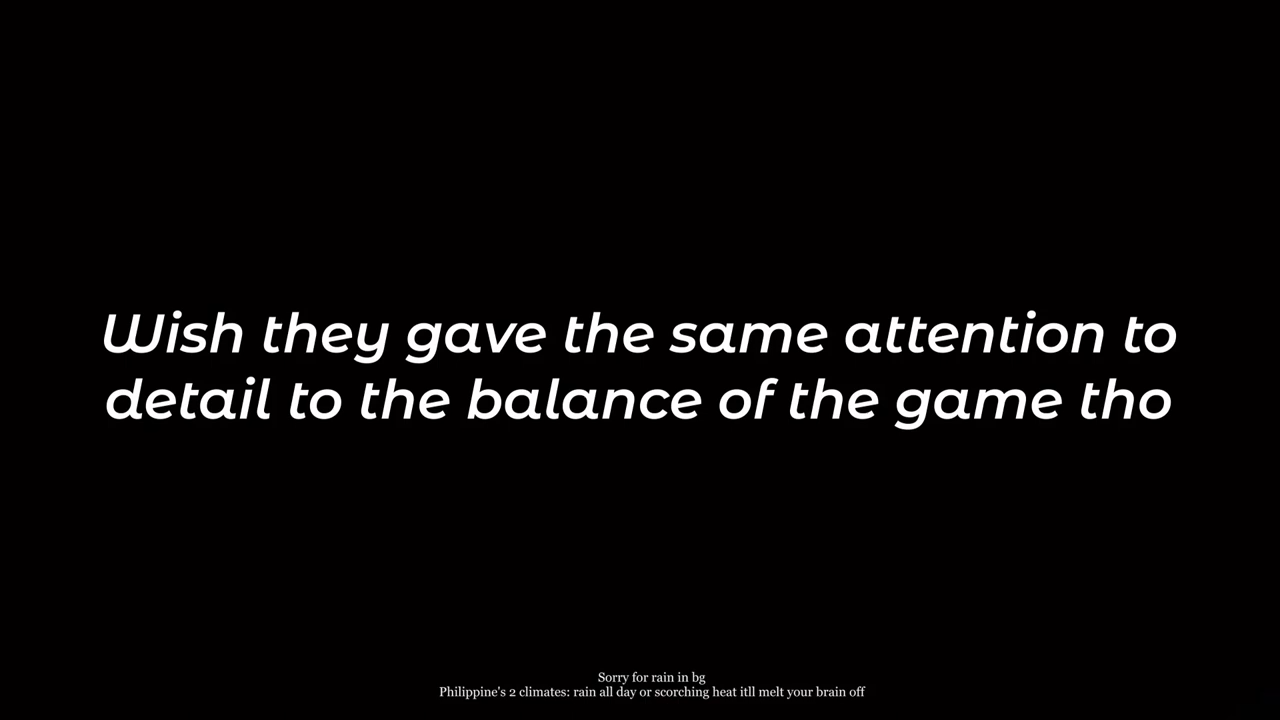 Wish they gave the same attention to
detail to the balance of the game tho
Sorry for rain in bg
Philippine's 2 climates: rain all day or scorching heat itll melt your brain off